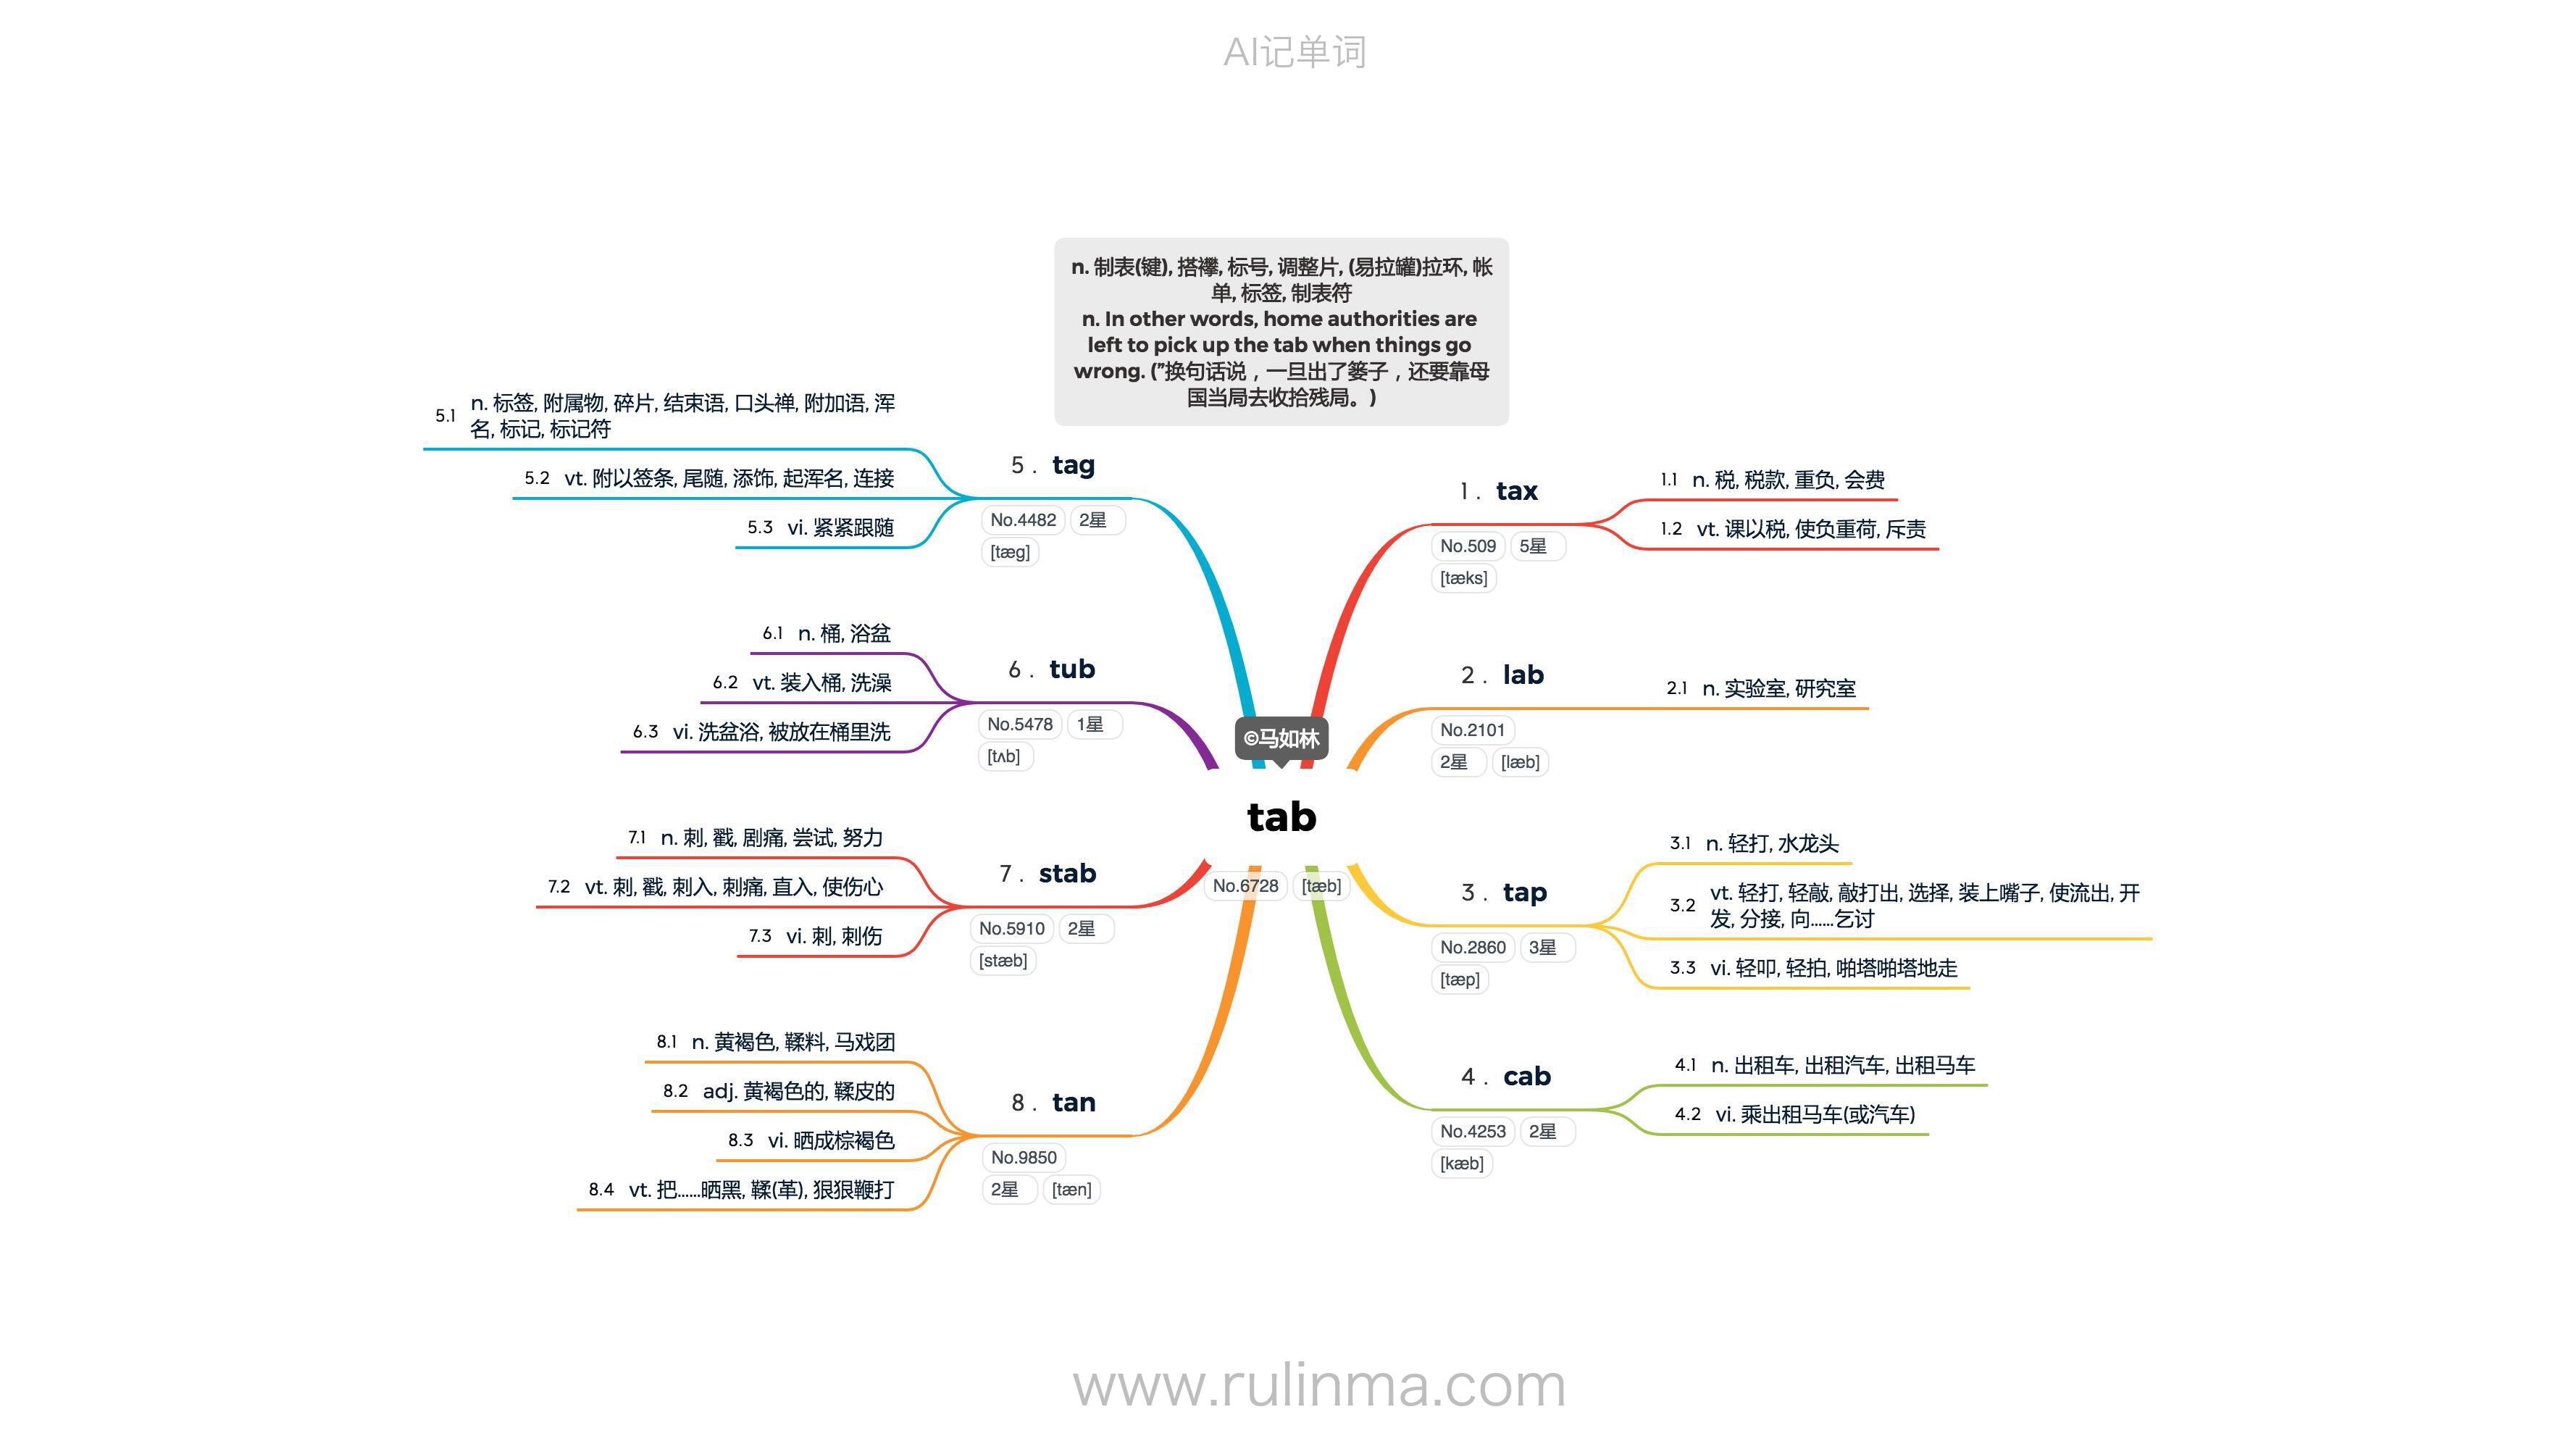 AI记单词
n. 制表(键), 搭襻, 标号, 调整片, (易拉罐)拉环, 帐
单, 标签, 制表符
n. In other words, home authorities are
left to pick up the tab when things go
wrong. ("换句话说，一旦出了篓子，还要靠母
国当局去收拾残局。)
©马如林
tab
No.6728 [tæb]
1. tax
No.509 5星
[tæks]
1.1 n. 税, 税款, 重负, 会费
1.2 vt. 课以税, 使负重荷, 斥责
2. lab
No.2101
2星 [læb]
2.1 n. 实验室, 研究室
3. tap
No.2860 3星
[tæp]
3.1 n. 轻打, 水龙头
3.2 vt. 轻打, 轻敲, 敲打出, 选择, 装上嘴子, 使流出, 开
发, 分接, 向……乞讨
3.3 vi. 轻叩, 轻拍, 啪塔啪塔地走
4. cab
No.4253 2星
[kæb]
4.1 n. 出租车, 出租汽车, 出租马车
4.2 vi. 乘出租马车(或汽车)
5. tag
No.4482 2星
[tæg]
5.1 n. 标签, 附属物, 碎片, 结束语, 口头禅, 附加语, 浑
名, 标记, 标记符
5.2 vt. 附以签条, 尾随, 添饰, 起浑名, 连接
5.3 vi. 紧紧跟随
6. tub
No.5478 1星
[tʌb]
6.1 n. 桶, 浴盆
6.2 vt. 装入桶, 洗澡
6.3 vi. 洗盆浴, 被放在桶里洗
7. stab
No.5910 2星
[stæb]
7.1 n. 刺, 戳, 剧痛, 尝试, 努力
7.2 vt. 刺, 戳, 刺入, 刺痛, 直入, 使伤心
7.3 vi. 刺, 刺伤
8. tan
No.9850
2星 [tæn]
8.1 n. 黄褐色, 鞣料, 马戏团
8.2 adj. 黄褐色的, 鞣皮的
8.3 vi. 晒成棕褐色
8.4 vt. 把……晒黑, 鞣(革), 狠狠鞭打
www.rulinma.com